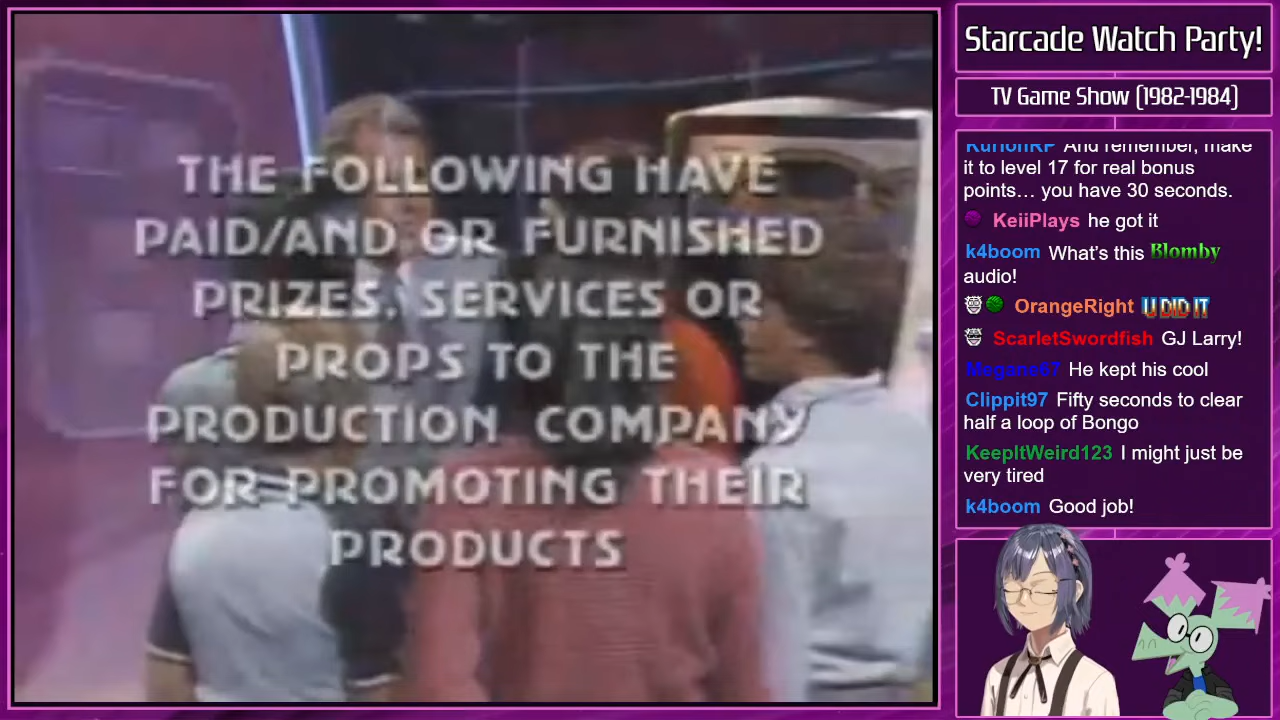 THE FOLLOWING HAVE
PAID/AND OR FURNISHED
PRIZES, SERVICES OR
PROPS TO THE
PRODUCTION COMPANY
FOR PROMOTING THEIR
PRODUCTS
Starcade Watch Party!
TV Game Show (1982-1984)
KurionRP And remember, make
it to level 17 for real bonus
points... you have 30 seconds.
KeiiPlays he got it
k4boom What's this Blomby
audio!
OrangeRight U DID IT
ScarletSwordfish GJ Larry!
Megane67 He kept his cool
Clippit97 Fifty seconds to clear
half a loop of Bongo
KeepItWeird123 I might just be
very tired
k4boom Good job!